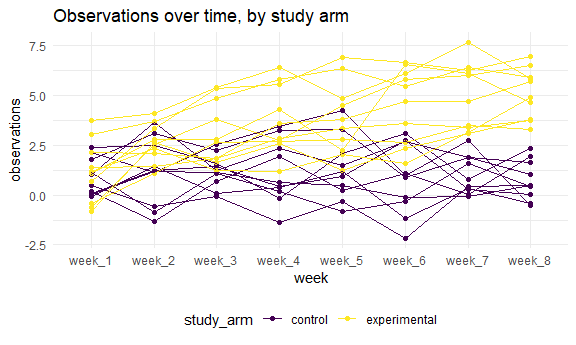 Observations over time, by study arm
observations
7.5
5.0
2.5
0.0
-2.5
week_1 week_2 week_3 week_4 week_5 week_6 week_7 week_8
week
study_arm control experimental